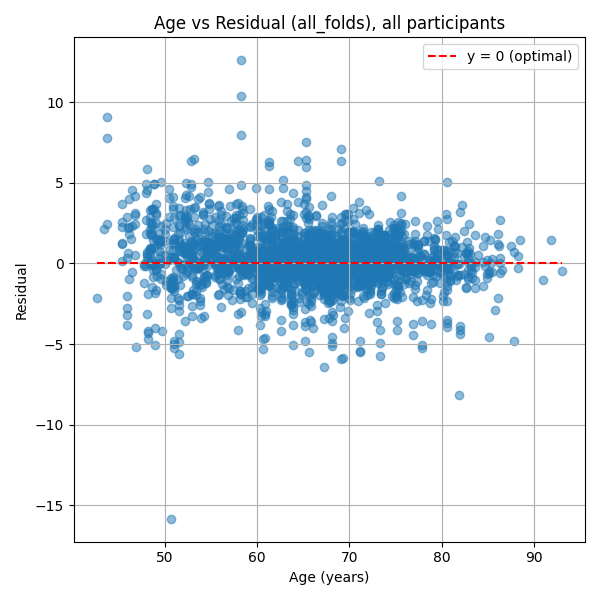 Age vs Residual (all_folds), all participants
y = 0 (optimal)
10
5
0
−5
−10
−15
Residual
50 60 70 80 90
Age (years)